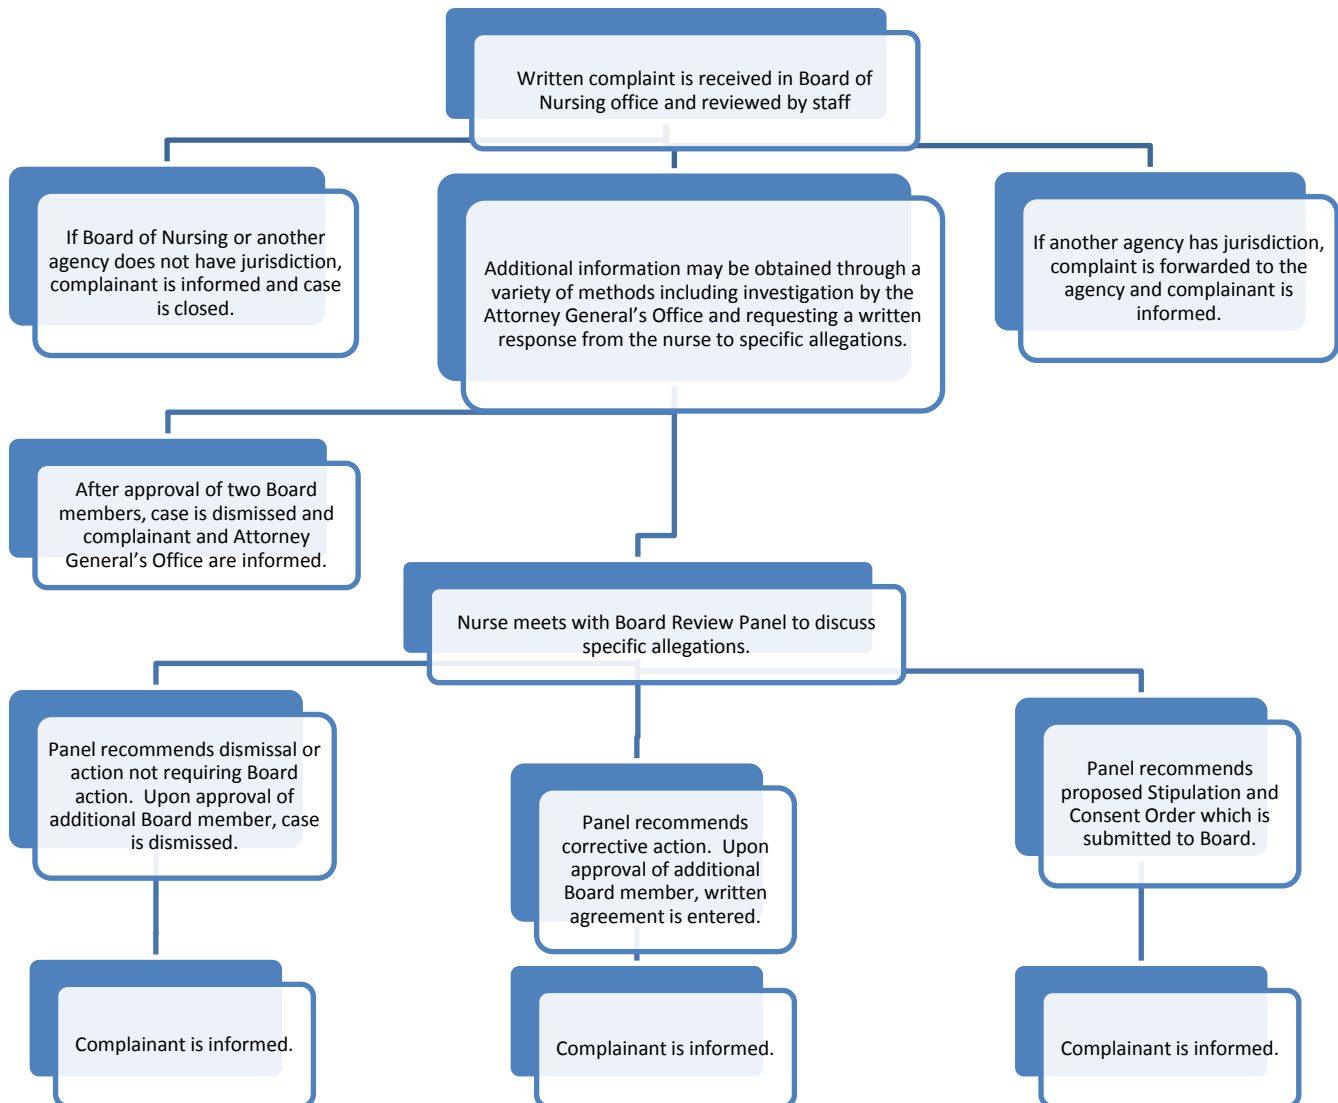 Written complaint is received in Board of
Nursing office and reviewed by staff
If Board of Nursing or another
agency does not have jurisdiction,
complainant is informed and case
is closed.
Additional information may be obtained through a
variety of methods including investigation by the
Attorney General’s Office and requesting a written
response from the nurse to specific allegations.
If another agency has jurisdiction,
complaint is forwarded to the
agency and complainant is
informed.
After approval of two Board
members, case is dismissed and
complainant and Attorney
General’s Office are informed.
Nurse meets with Board Review Panel to discuss
specific allegations.
Panel recommends dismissal or
action not requiring Board
action.  Upon approval of
additional Board member, case
is dismissed.
Panel recommends
corrective action.  Upon
approval of additional
Board member, written
agreement is entered.
Panel recommends
proposed Stipulation and
Consent Order which is
submitted to Board.
Complainant is informed.
Complainant is informed.
Complainant is informed.